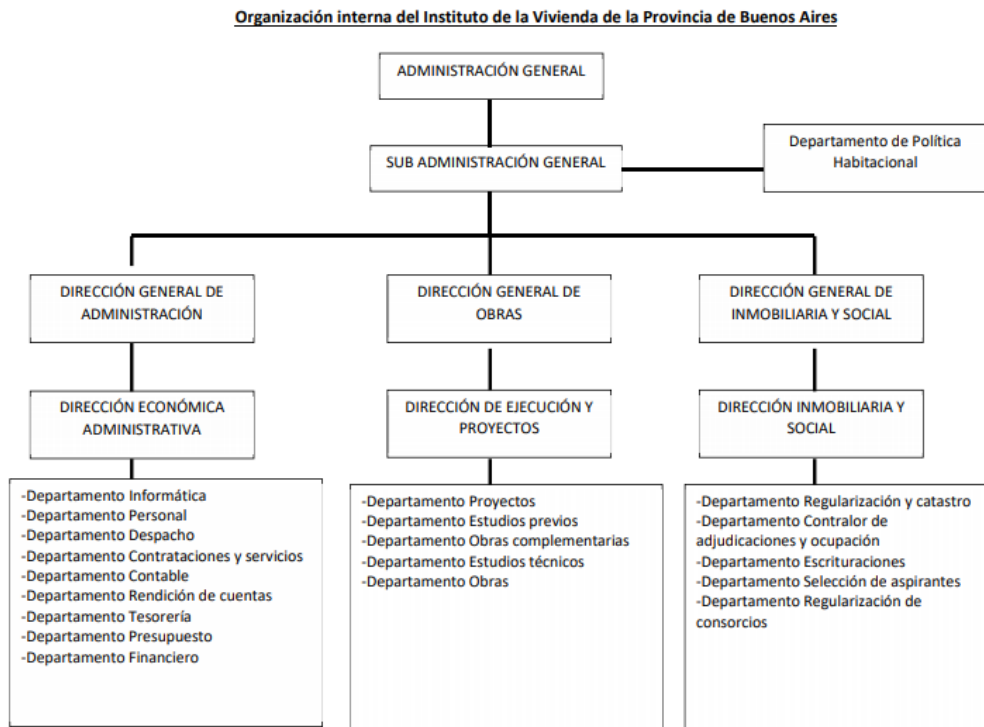 Organización interna del Instituto de la Vivienda de la Provincia de Buenos Aires
ADMINISTRACIÓN GENERAL
SUB ADMINISTRACIÓN GENERAL
Departamento de Política
Habitacional
DIRECCIÓN GENERAL DE
ADMINISTRACIÓN
DIRECCIÓN GENERAL DE
OBRAS
DIRECCIÓN GENERAL DE
INMOBILIARIA Y SOCIAL
DIRECCIÓN ECONÓMICA
ADMINISTRATIVA
DIRECCIÓN DE EJECUCIÓN Y
PROYECTOS
DIRECCIÓN INMOBILIARIA Y
SOCIAL
-Departamento Informática
-Departamento Personal
-Departamento Despacho
-Departamento Contrataciones y servicios
-Departamento Contable
-Departamento Rendición de cuentas
-Departamento Tesorería
-Departamento Presupuesto
-Departamento Financiero
-Departamento Proyectos
-Departamento Estudios previos
-Departamento Obras complementarias
-Departamento Estudios técnicos
-Departamento Obras
-Departamento Regularización y catastro
-Departamento Contralor de
adjudicaciones y ocupación
-Departamento Escrituraciones
-Departamento Selección de aspirantes
-Departamento Regularización de
consorcios